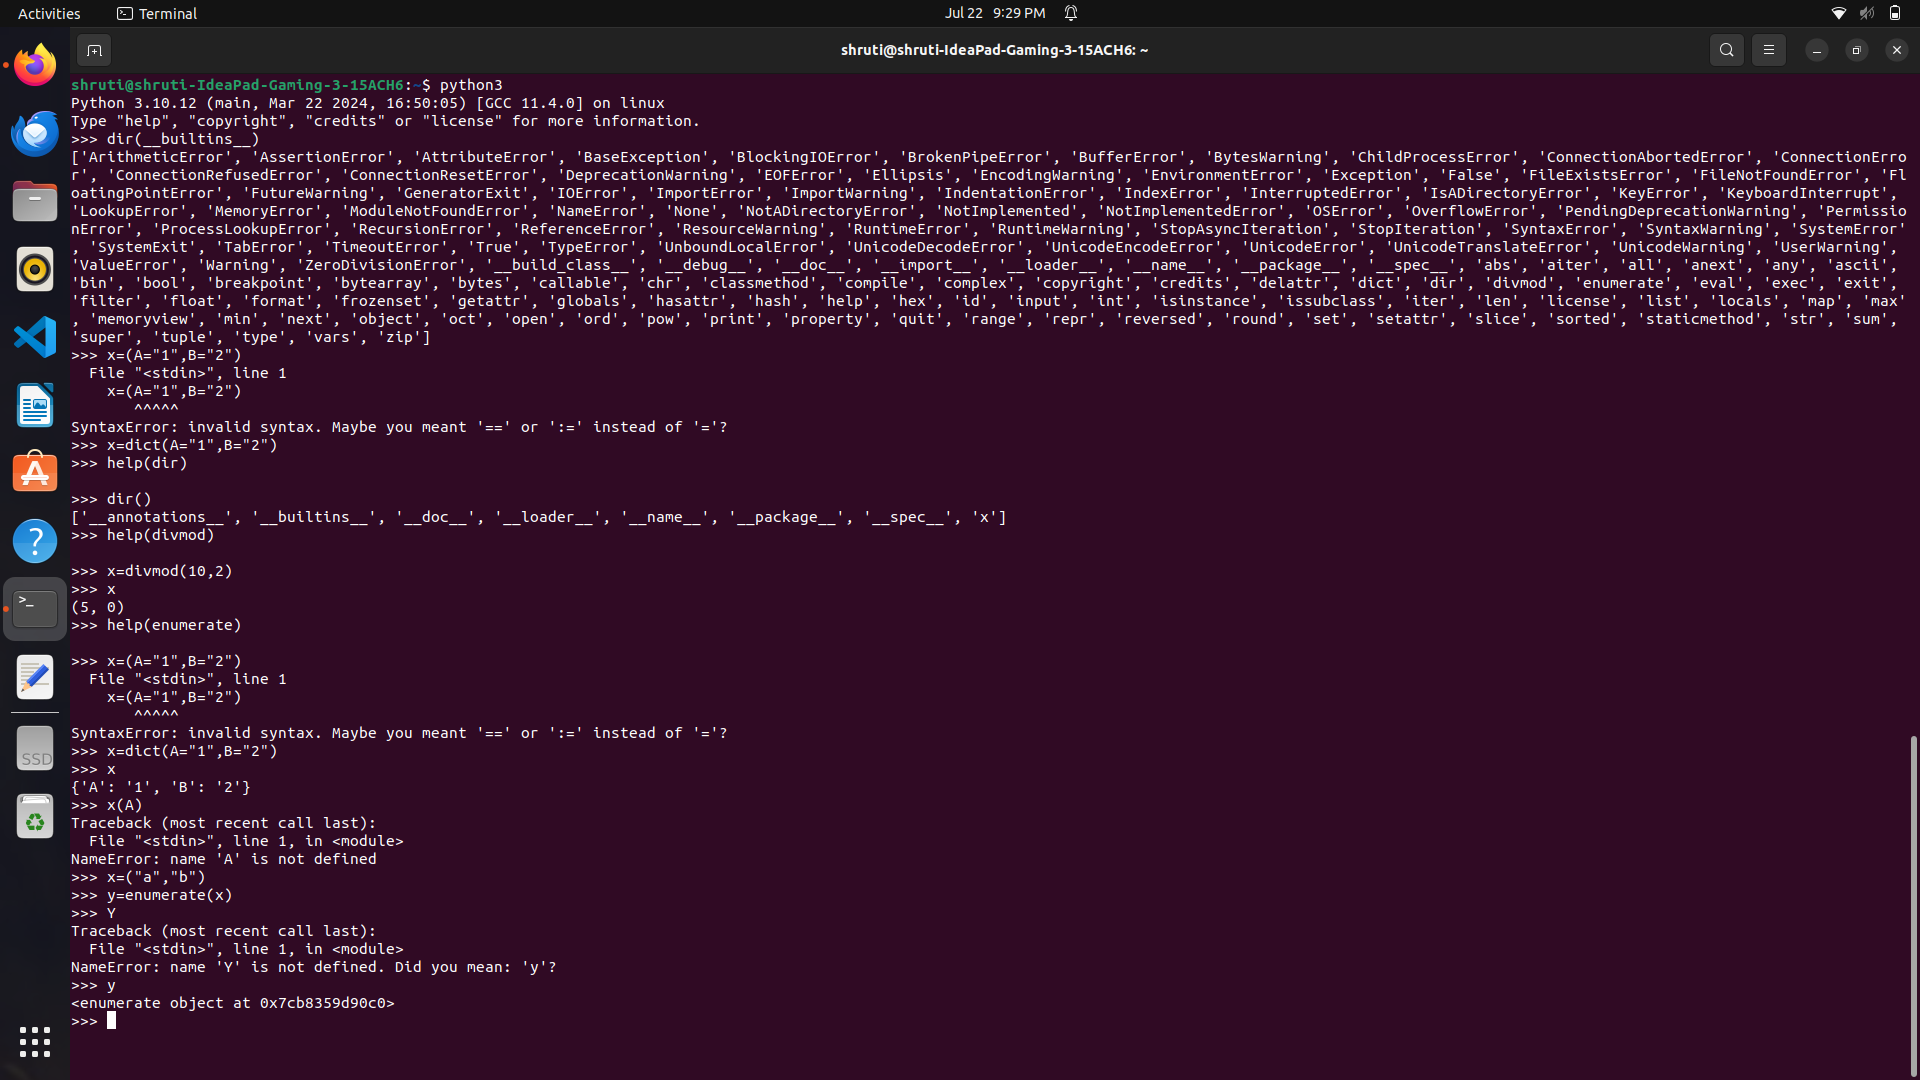 Activities
Terminal
Jul 22 9:29 PM
shruti@shruti-IdeaPad-Gaming-3-15ACH6: ~
shruti@shruti-IdeaPad-Gaming-3-15ACH6:~$ python3
Python 3.10.12 (main, Mar 22 2024, 16:50:05) [GCC 11.4.0] on linux
Type "help", "copyright", "credits" or "license" for more information.
>>> dir(__builtins__)
['ArithmeticError', 'AssertionError', 'AttributeError', 'BaseException', 'BlockingIOError', 'BrokenPipeError', 'BufferError', 'BytesWarning', 'ChildProcessError', 'ConnectionAbortedError', 'ConnectionErro
r', 'ConnectionRefusedError', 'ConnectionResetError', 'DeprecationWarning', 'EOFError', 'Ellipsis', 'EncodingWarning', 'EnvironmentError', 'Exception', 'False', 'FileExistsError', 'FileNotFoundError', 'Fl
oatingPointError', 'FutureWarning', 'GeneratorExit', 'IOError', 'ImportError', 'ImportWarning', 'IndentationError', 'IndexError', 'InterruptedError', 'IsADirectoryError', 'KeyError', 'KeyboardInterrupt',
'LookupError', 'MemoryError', 'ModuleNotFoundError', 'NameError', 'None', 'NotADirectoryError', 'NotImplemented', 'NotImplementedError', 'OSError', 'OverflowError', 'PendingDeprecationWarning', 'Permissio
nError', 'ProcessLookupError', 'RecursionError', 'ReferenceError', 'ResourceWarning', 'RuntimeError', 'RuntimeWarning', 'StopAsyncIteration', 'StopIteration', 'SyntaxError', 'SyntaxWarning', 'SystemError'
, 'SystemExit', 'TabError', 'TimeoutError', 'True', 'TypeError', 'UnboundLocalError', 'UnicodeDecodeError', 'UnicodeEncodeError', 'UnicodeError', 'UnicodeTranslateError', 'UnicodeWarning', 'UserWarning',
'ValueError', 'Warning', 'ZeroDivisionError', '__build_class__', '__debug__', '__doc__', '__import__', '__loader__', '__name__', '__package__', '__spec__', 'abs', 'aiter', 'all', 'anext', 'any', 'ascii',
'bin', 'bool', 'breakpoint', 'bytearray', 'bytes', 'callable', 'chr', 'classmethod', 'compile', 'complex', 'copyright', 'credits', 'delattr', 'dict', 'dir', 'divmod', 'enumerate', 'eval', 'exec', 'exit',
'filter', 'float', 'format', 'frozenset', 'getattr', 'globals', 'hasattr', 'hash', 'help', 'hex', 'id', 'input', 'int', 'isinstance', 'issubclass', 'iter', 'len', 'license', 'list', 'locals', 'map', 'max'
, 'memoryview', 'min', 'next', 'object', 'oct', 'open', 'ord', 'pow', 'print', 'property', 'quit', 'range', 'repr', 'reversed', 'round', 'set', 'setattr', 'slice', 'sorted', 'staticmethod', 'str', 'sum',
'super', 'tuple', 'type', 'vars', 'zip']
>>> x=(A="1",B="2")
  File "<stdin>", line 1
    x=(A="1",B="2")
       ^^^^^
SyntaxError: invalid syntax. Maybe you meant '==' or ':=' instead of '='?
>>> x=dict(A="1",B="2")
>>> help(dir)

>>> dir()
['__annotations__', '__builtins__', '__doc__', '__loader__', '__name__', '__package__', '__spec__', 'x']
>>> help(divmod)

>>> x=divmod(10,2)
>>> x
(5, 0)
>>> help(enumerate)

>>> x=(A="1",B="2")
  File "<stdin>", line 1
    x=(A="1",B="2")
       ^^^^^
SyntaxError: invalid syntax. Maybe you meant '==' or ':=' instead of '='?
>>> x=dict(A="1",B="2")
>>> x
{'A': '1', 'B': '2'}
>>> x(A)
Traceback (most recent call last):
  File "<stdin>", line 1, in <module>
NameError: name 'A' is not defined
>>> x=("a","b")
>>> y=enumerate(x)
>>> Y
Traceback (most recent call last):
  File "<stdin>", line 1, in <module>
NameError: name 'Y' is not defined. Did you mean: 'y'?
>>> y
<enumerate object at 0x7cb8359d90c0>
>>>
SSD